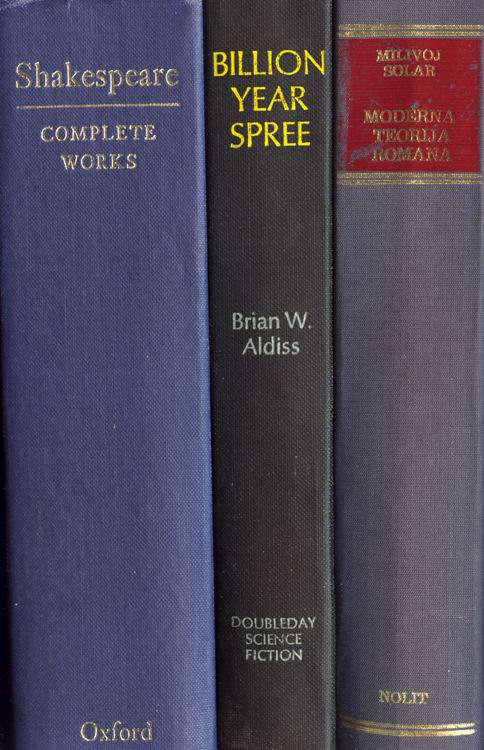 Shakespeare
COMPLETE
WORKS
Oxford
BILLION
YEAR
SPREE
Brian W.
Aldiss
DOUBLEDAY
SCIENCE
FICTION
MILIVOJ
SOLAR
MODERNA
TEORIJA
ROMANA
NOLIT